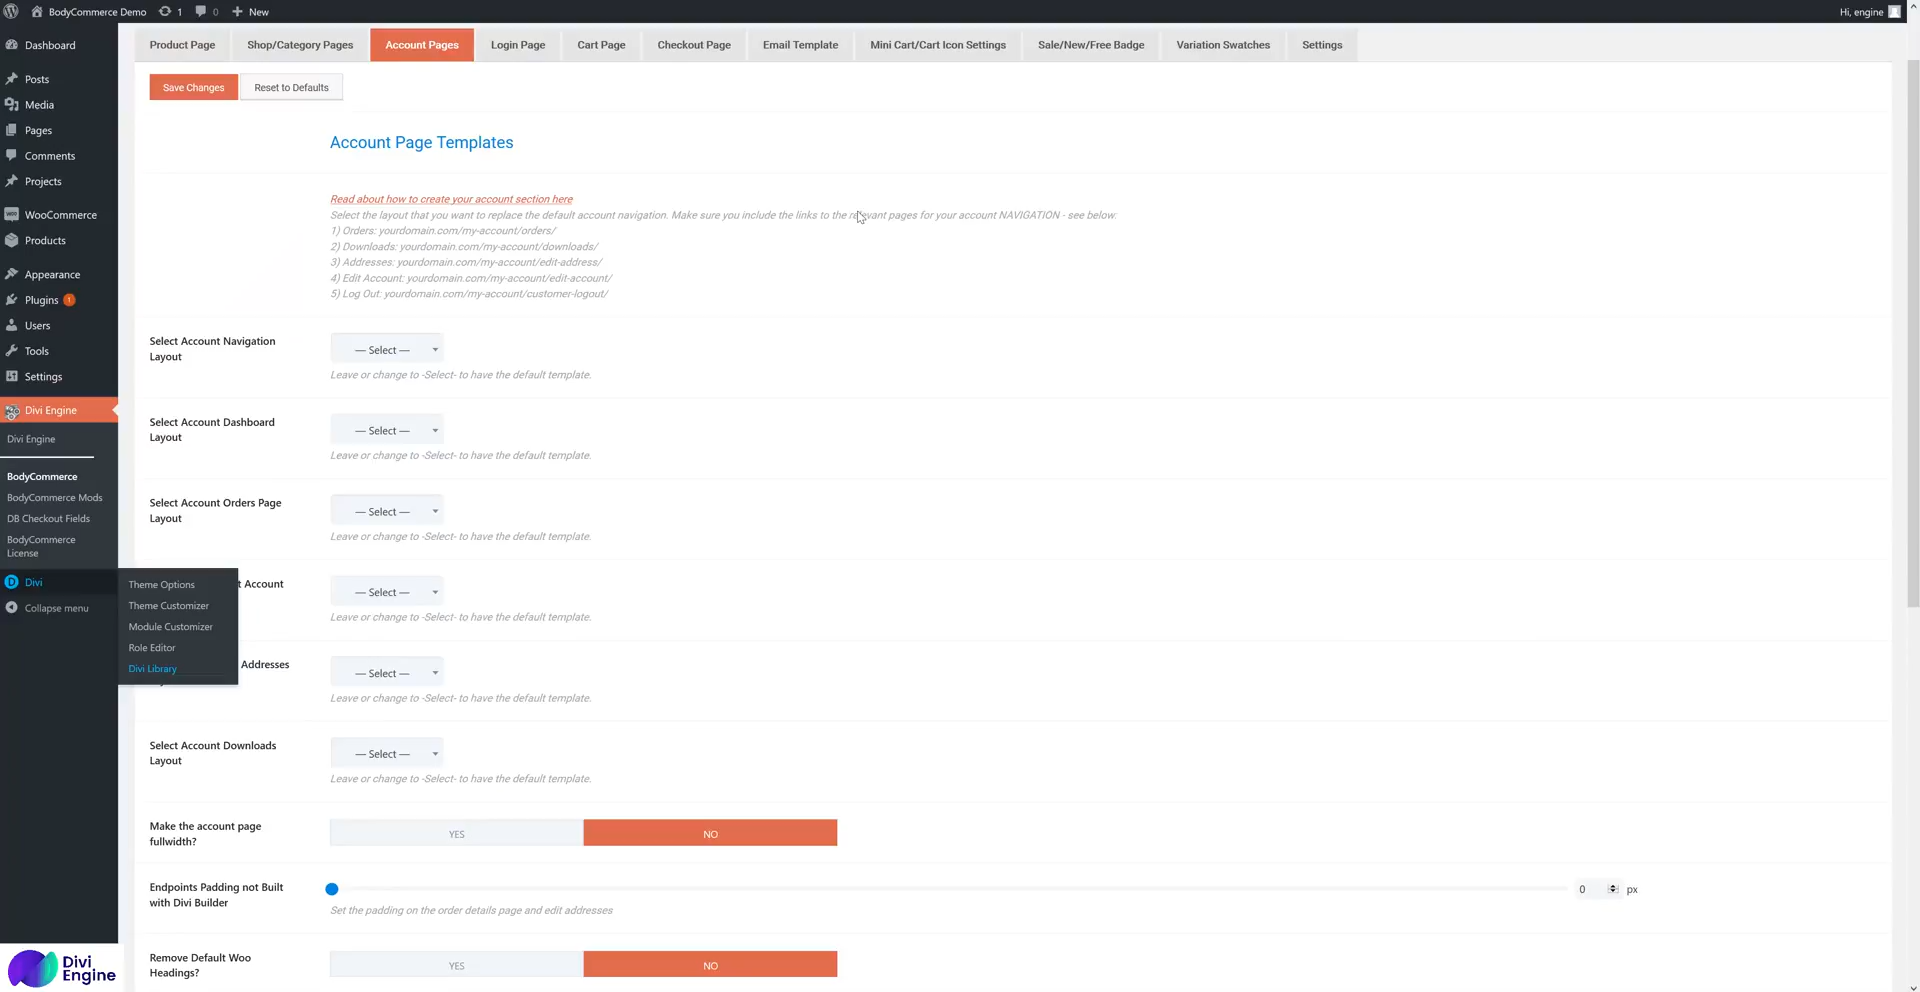 BodyCommerce Demo 1 0 New Hi, engine
Dashboard
Posts
Media
Pages
Comments
Projects
WooCommerce
Products
Appearance
Plugins 1
Users
Tools
Settings
Divi Engine
Divi Engine
BodyCommerce
BodyCommerce Mods
DB Checkout Fields
BodyCommerce
License
Divi
Collapse menu
Theme Options
Theme Customizer
Module Customizer
Role Editor
Divi Library
Divi
Engine
Product Page Shop/Category Pages Account Pages Login Page Cart Page Checkout Page Email Template Mini Cart/Cart Icon Settings Sale/New/Free Badge Variation Swatches Settings
Save Changes Reset to Defaults
Account Page Templates
Read about how to create your account section here
Select the layout that you want to replace the default account navigation. Make sure you include the links to the relevant pages for your account NAVIGATION - see below:
1) Orders: yourdomain.com/my-account/orders/
2) Downloads: yourdomain.com/my-account/downloads/
3) Addresses: yourdomain.com/my-account/edit-address/
4) Edit Account: yourdomain.com/my-account/edit-account/
5) Log Out: yourdomain.com/my-account/customer-logout/
Select Account Navigation
Layout
— Select —
Leave or change to -Select- to have the default template.
Select Account Dashboard
Layout
— Select —
Leave or change to -Select- to have the default template.
Select Account Orders Page
Layout
— Select —
Leave or change to -Select- to have the default template.
t Account
— Select —
Leave or change to -Select- to have the default template.
Addresses
— Select —
Leave or change to -Select- to have the default template.
Select Account Downloads
Layout
— Select —
Leave or change to -Select- to have the default template.
Make the account page
fullwidth?
YES NO
Endpoints Padding not Built
with Divi Builder
0 px
Set the padding on the order details page and edit addresses
Remove Default Woo
Headings?
YES NO